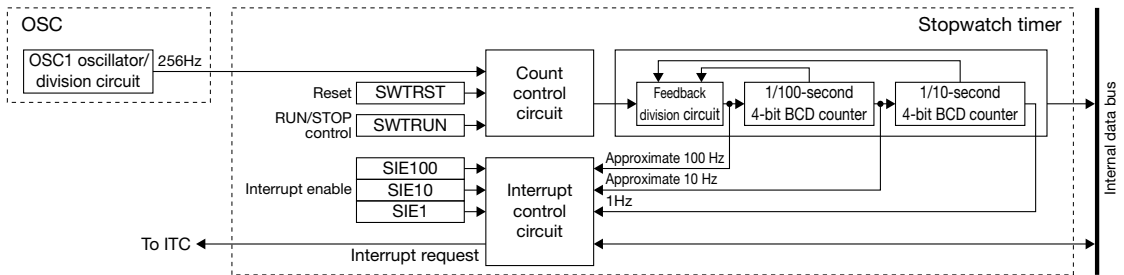 OSC
Stopwatch timer
OSC1 oscillator/
division circuit
256Hz
Count
control
circuit
Reset
SWTRST
RUN/STOP
control
SWTRUN
Feedback
division circuit
1/100-second
4-bit BCD counter
1/10-second
4-bit BCD counter
Internal data bus
Approximate 100 Hz
Approximate 10 Hz
1Hz
Interrupt enable
SIE100
SIE10
SIE1
Interrupt
control
circuit
To ITC
Interrupt request